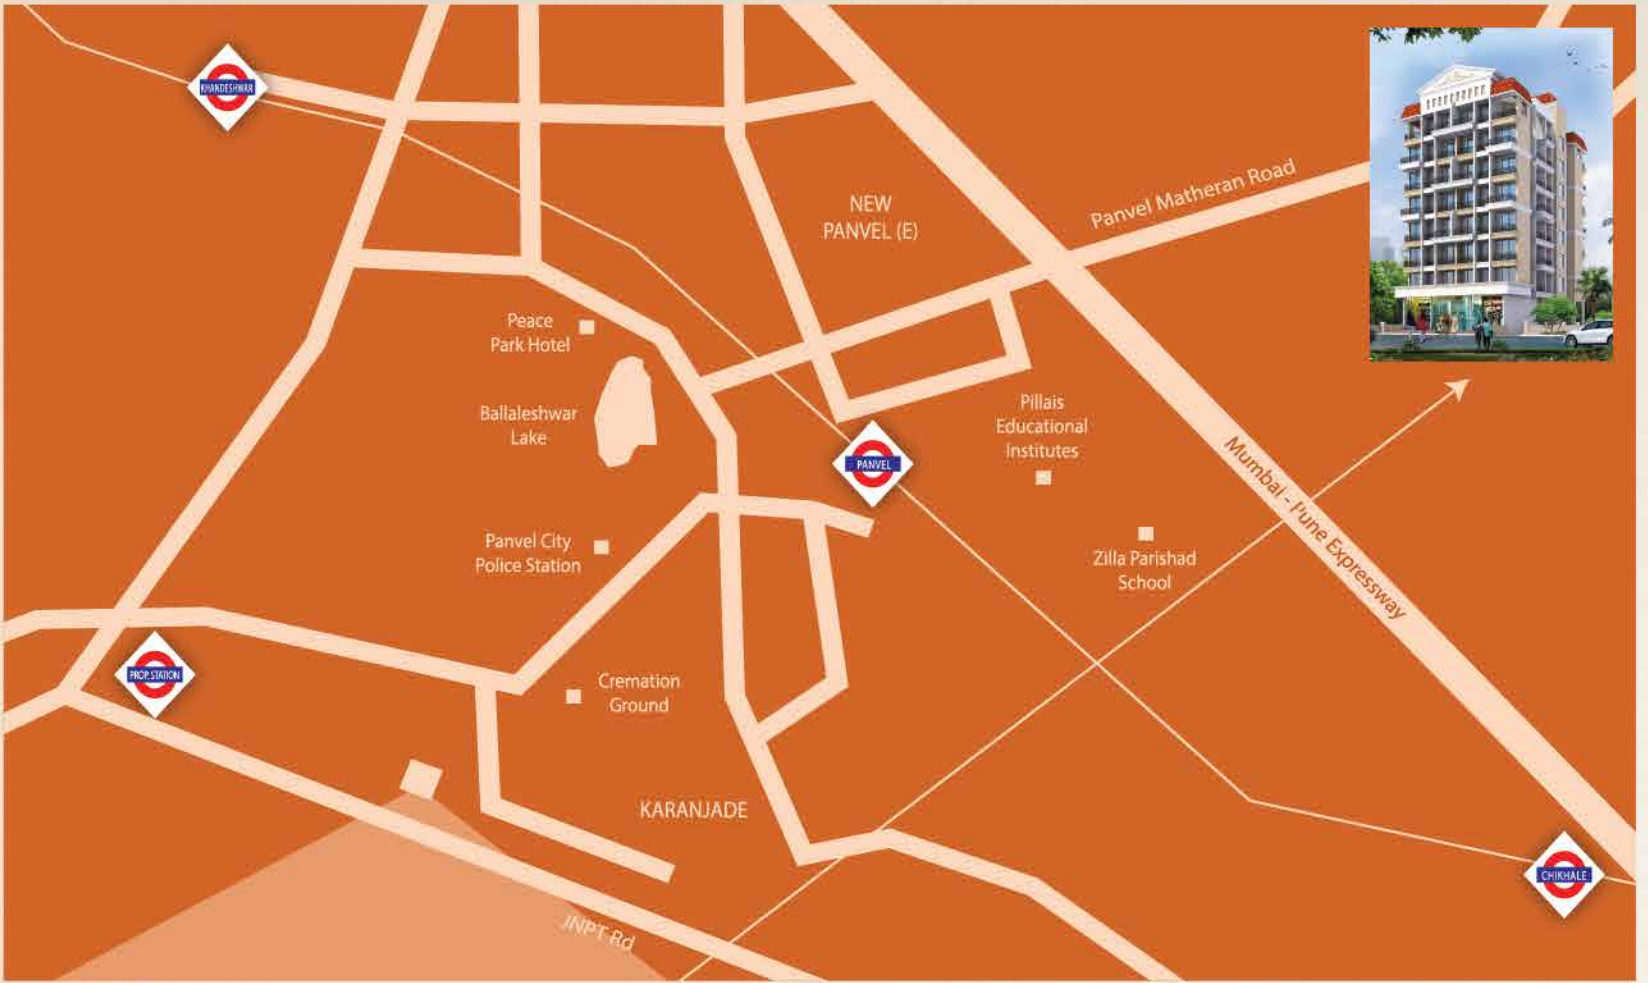 KHANDESHWAR
NEW
PANVEL (E)
Panvel Matheran Road
Peace
Park Hotel
Ballaleshwar
Lake
Pillais
Educational
Institutes
PANVEL
Mumbai - Pune Expressway
Panvel City
Police Station
Zilla Parishad
School
PROP. STATION
Cremation
Ground
KARANJADE
CHIKHALE
JNPT Rd